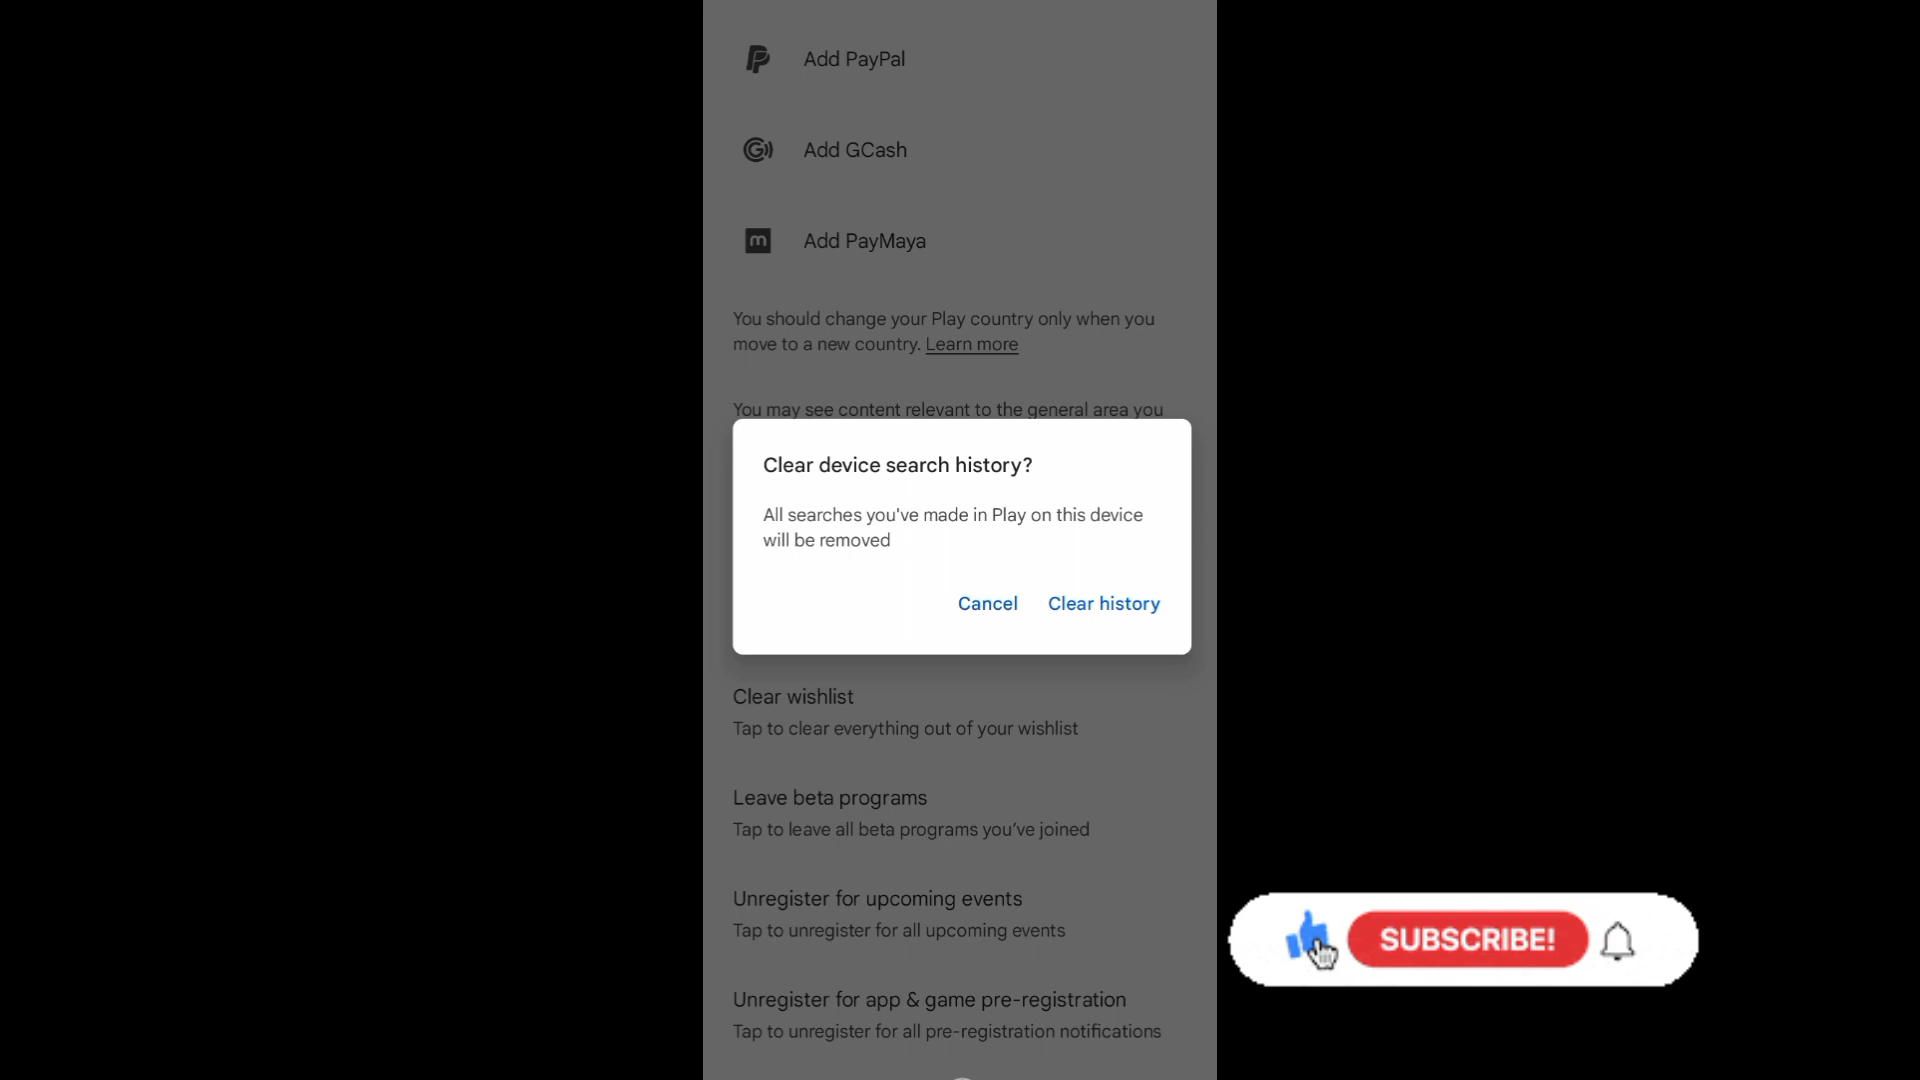 Add PayPal
Add GCash
Add PayMaya
You should change your Play country only when you
move to a new country. Learn more
You may see content relevant to the general area you
Clear device search history?
All searches you've made in Play on this device
will be removed
Cancel Clear history
Clear wishlist
Tap to clear everything out of your wishlist
Leave beta programs
Tap to leave all beta programs you’ve joined
Unregister for upcoming events
Tap to unregister for all upcoming events
SUBSCRIBE!
Unregister for app & game pre-registration
Tap to unregister for all pre-registration notifications